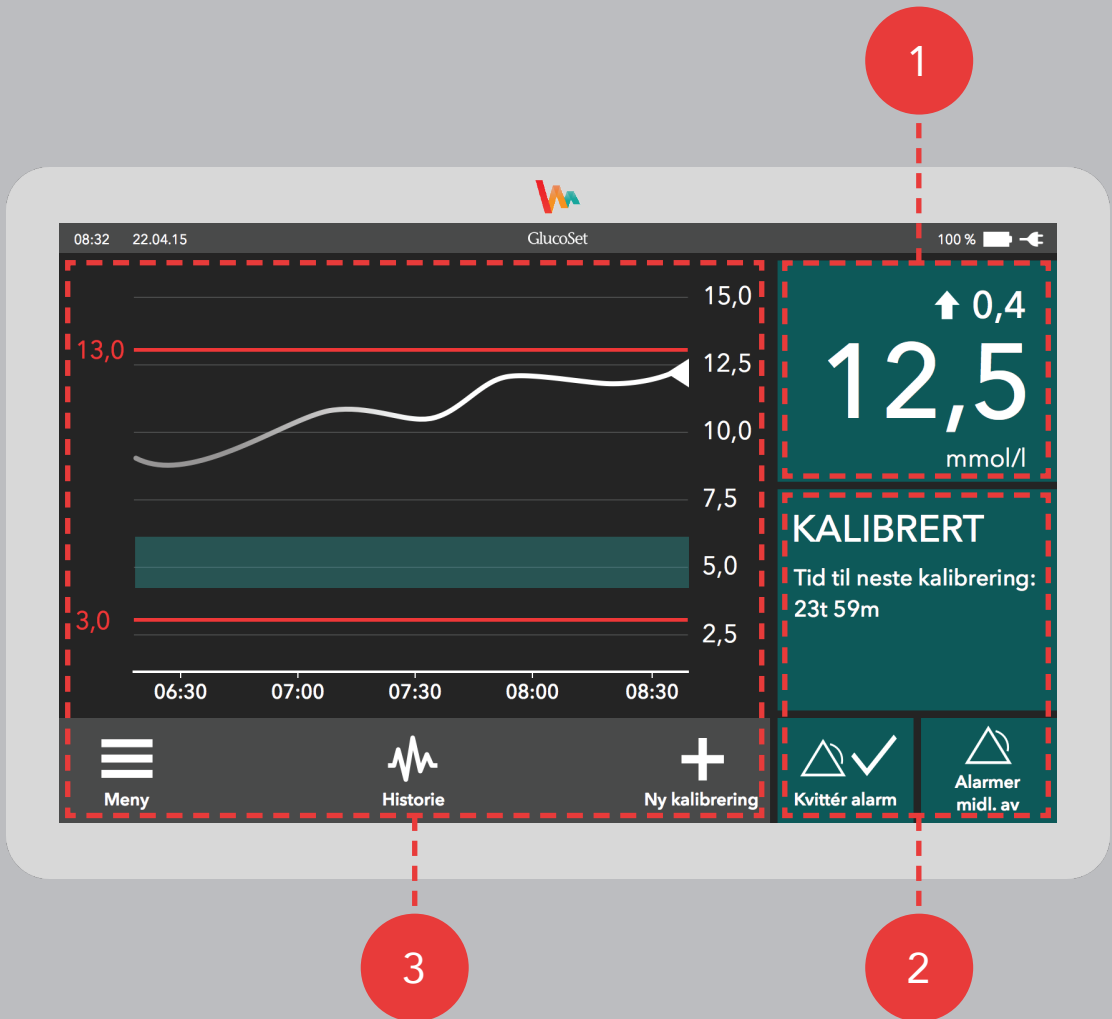 1
08:32 22.04.15 GlucoSet 100 %
15,0
13,0
12,5
10,0
7,5
5,0
3,0
2,5
06:30 07:00 07:30 08:00 08:30
Meny Historie Ny kalibrering
0,4
12,5
mmol/l
KALIBRERT
Tid til neste kalibrering:
23t 59m
Kvittér alarm
Alarmer
midl. av
3
2